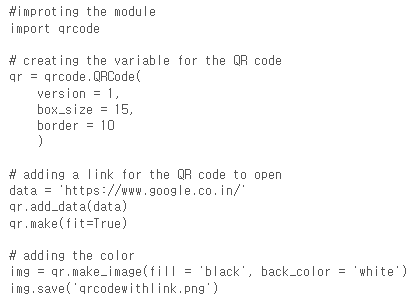 #improting the module
import qrcode

# creating the variable for the QR code
qr = qrcode.QRCode(
    version = 1,
    box_size = 15,
    border = 10
    )

# adding a link for the QR code to open
data = 'https://www.google.co.in/'
qr.add_data(data)
qr.make(fit=True)

# adding the color
img = qr.make_image(fill = 'black', back_color = 'white')
img.save('qrcodewithlink.png')